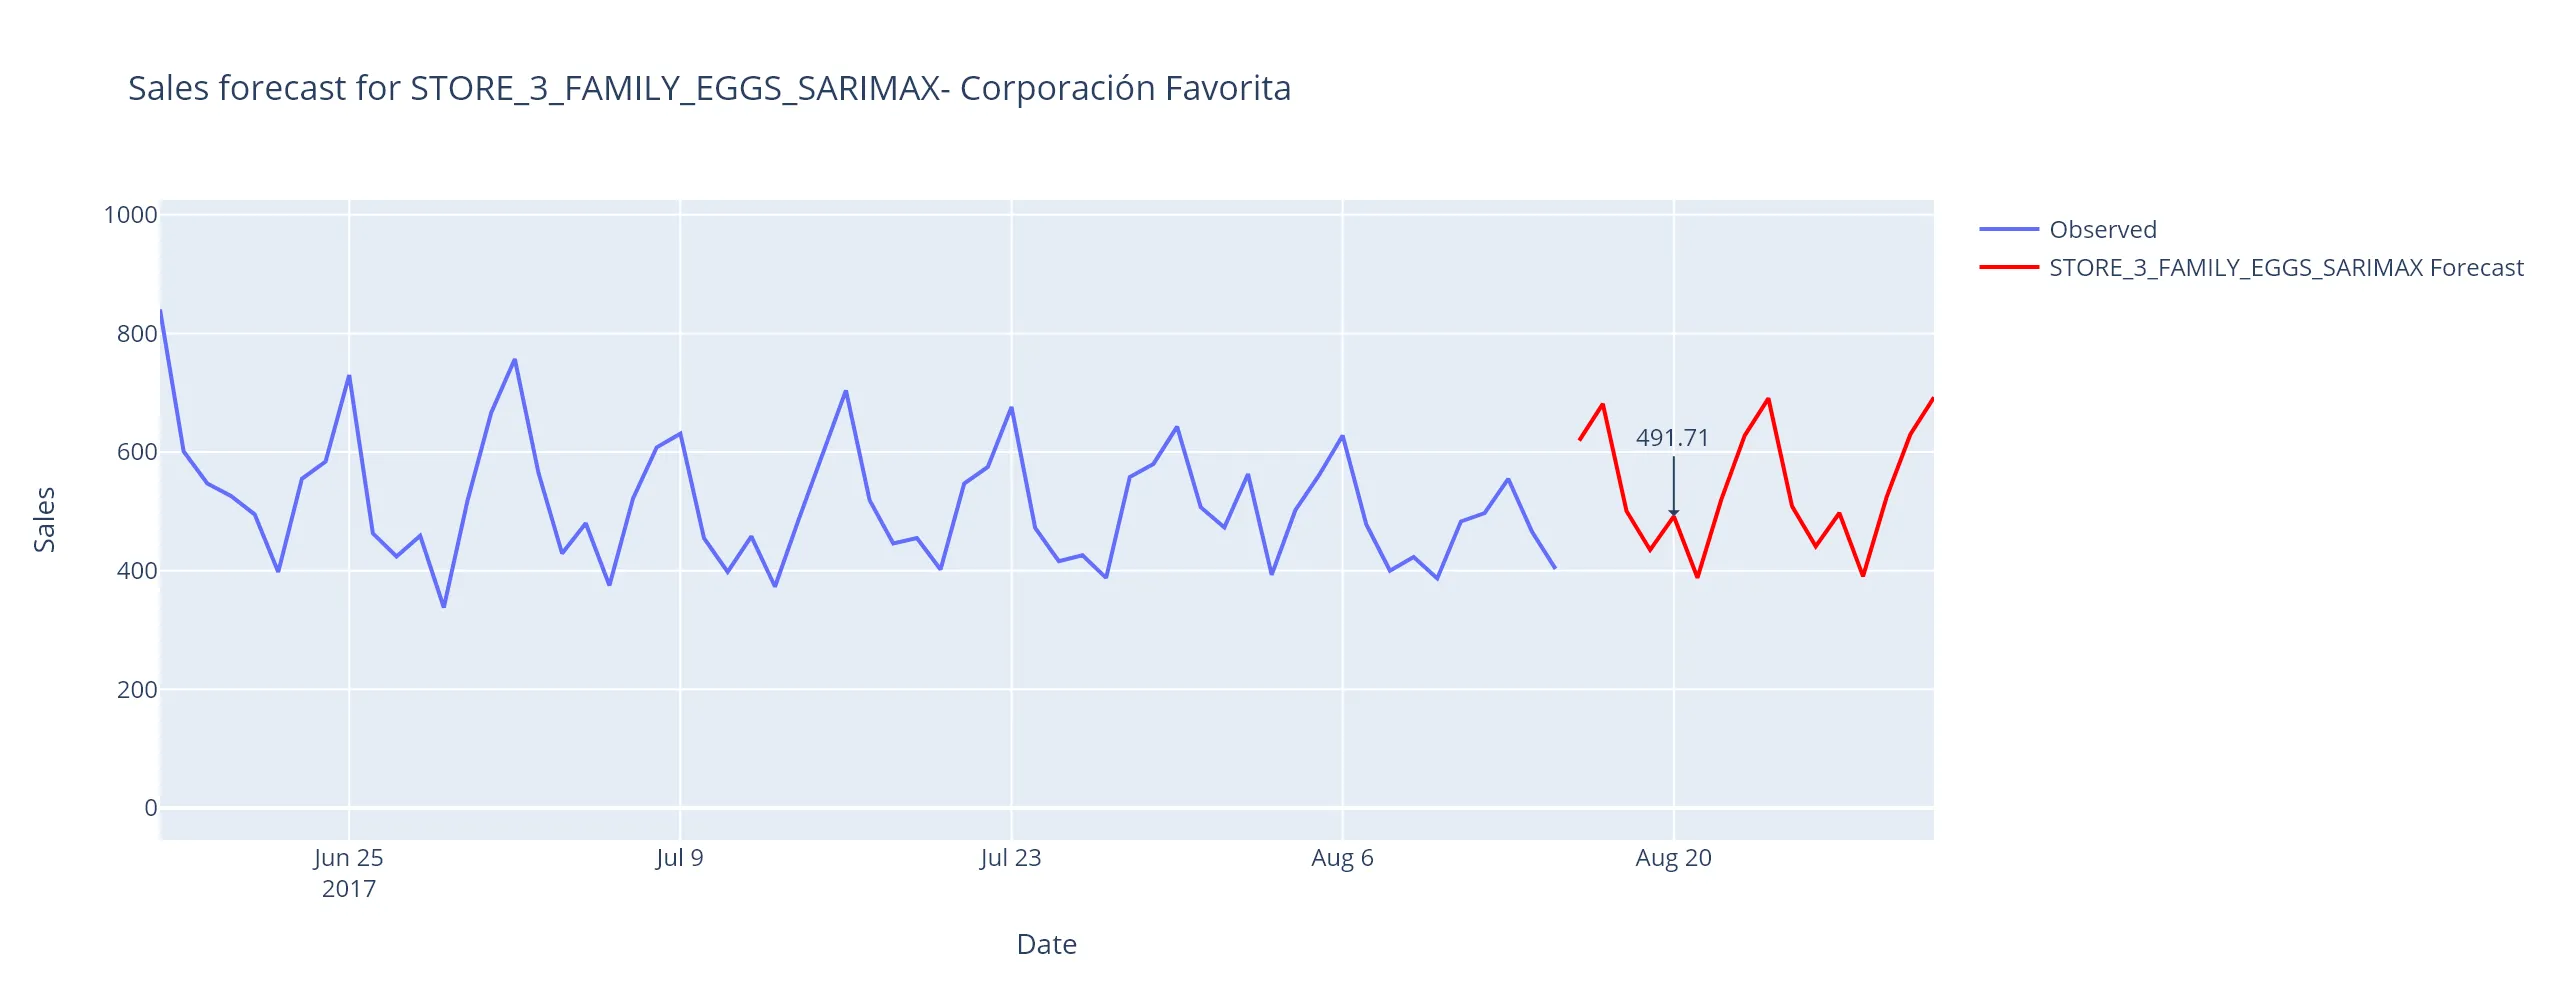 Sales forecast for STORE_3_FAMILY_EGGS_SARIMAX- Corporación Favorita
1000
800
600
400
200
0
Sales
491.71
Observed
STORE_3_FAMILY_EGGS_SARIMAX Forecast
Jun 25
2017
Jul 9
Jul 23
Aug 6
Aug 20
Date